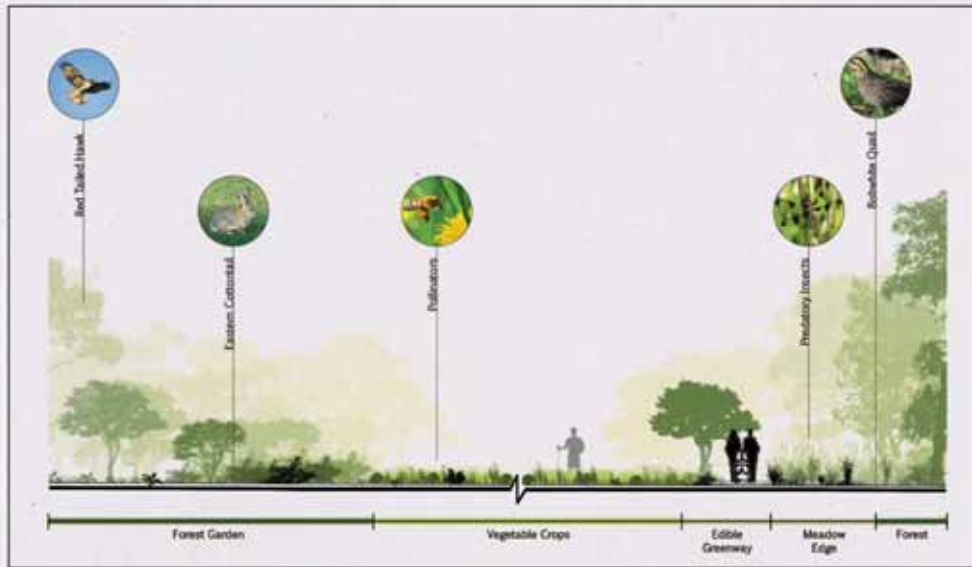 Red Tailed Hawk
Eastern Cottontail
Pollinators
Predatory Insects
Bobwhite Quail
Forest Garden
Vegetable Crops
Edible
Greenway
Meadow
Edge
Forest